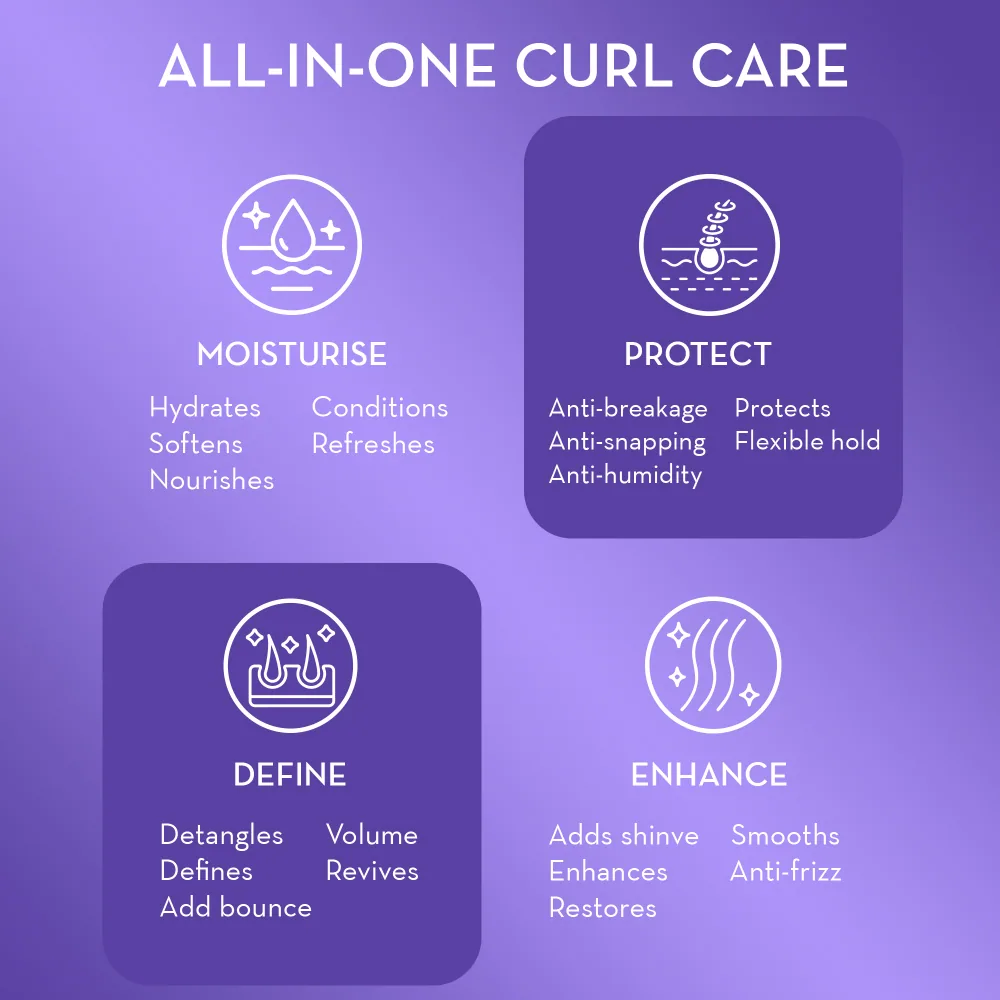 ALL-IN-ONE CURL CARE
MOISTURISE
Hydrates
Softens
Nourishes
Conditions
Refreshes
PROTECT
Anti-breakage
Anti-snapping
Anti-humidity
Protects
Flexible hold
DEFINE
Detangles
Defines
Add bounce
Volume
Revives
ENHANCE
Adds shinve
Enhances
Restores
Smooths
Anti-frizz